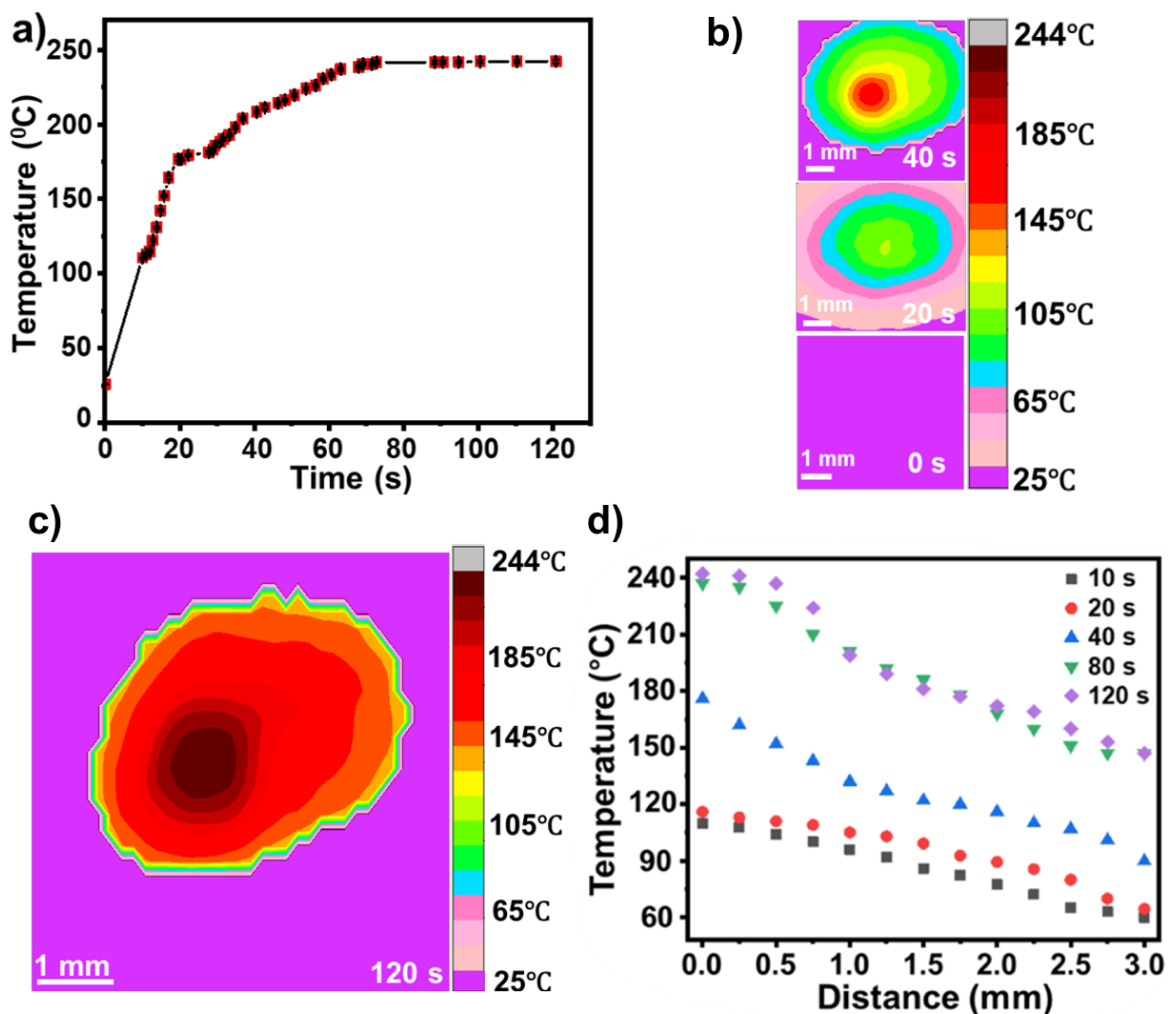 a)
Temperature (⁰C)
250
200
150
100
50
0
0 20 40 60 80 100 120
Time (s)
b)
1 mm 40 s
1 mm 20 s
1 mm 0 s
244℃
185℃
145℃
105℃
65℃
25℃
c)
1 mm 120 s
244℃
185℃
145℃
105℃
65℃
25℃
d)
Temperature (°C)
240
210
180
150
120
90
60
0.0 0.5 1.0 1.5 2.0 2.5 3.0
Distance (mm)
10 s
20 s
40 s
80 s
120 s